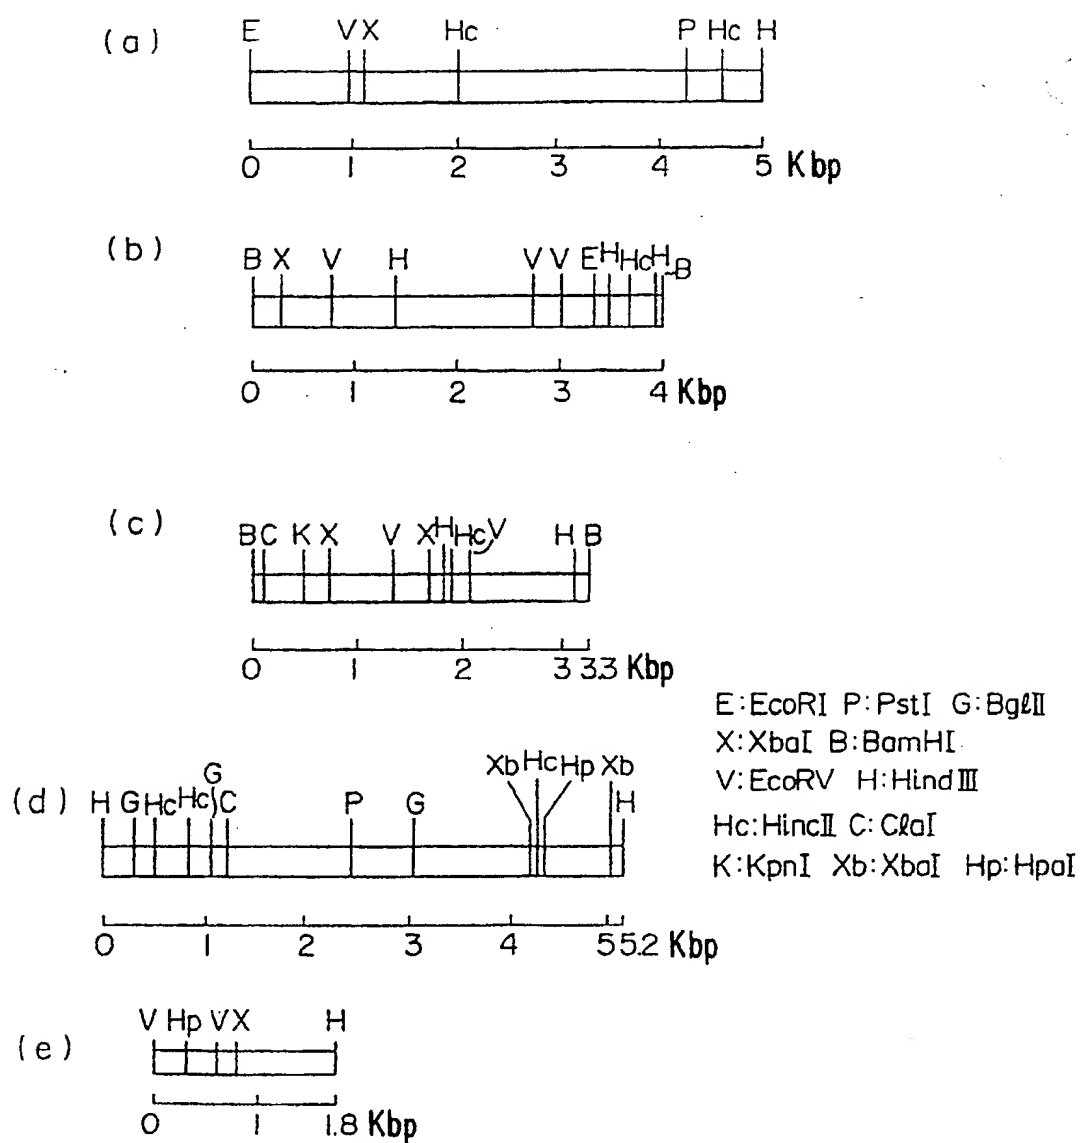 (a)
E V X Hc P Hc H
0 1 2 3 4 5 Kbp
(b)
B X V H V V E H Hc H B
0 1 2 3 4 Kbp
(c)
B C K X V X H Hc V H B
0 1 2 3 3.3 Kbp
E:EcoRI P:PstI G:BglII
X:XbaI B:BamHI
V:EcoRV H:HindIII
Hc:HincII C:ClaI
K:KpnI Xb:XbaI Hp:HpaI
(d)
H G Hc Hc G C P G Xb Hc Hp Xb H
0 1 2 3 4 5 5.2 Kbp
(e)
V Hp V X H
0 1 1.8 Kbp